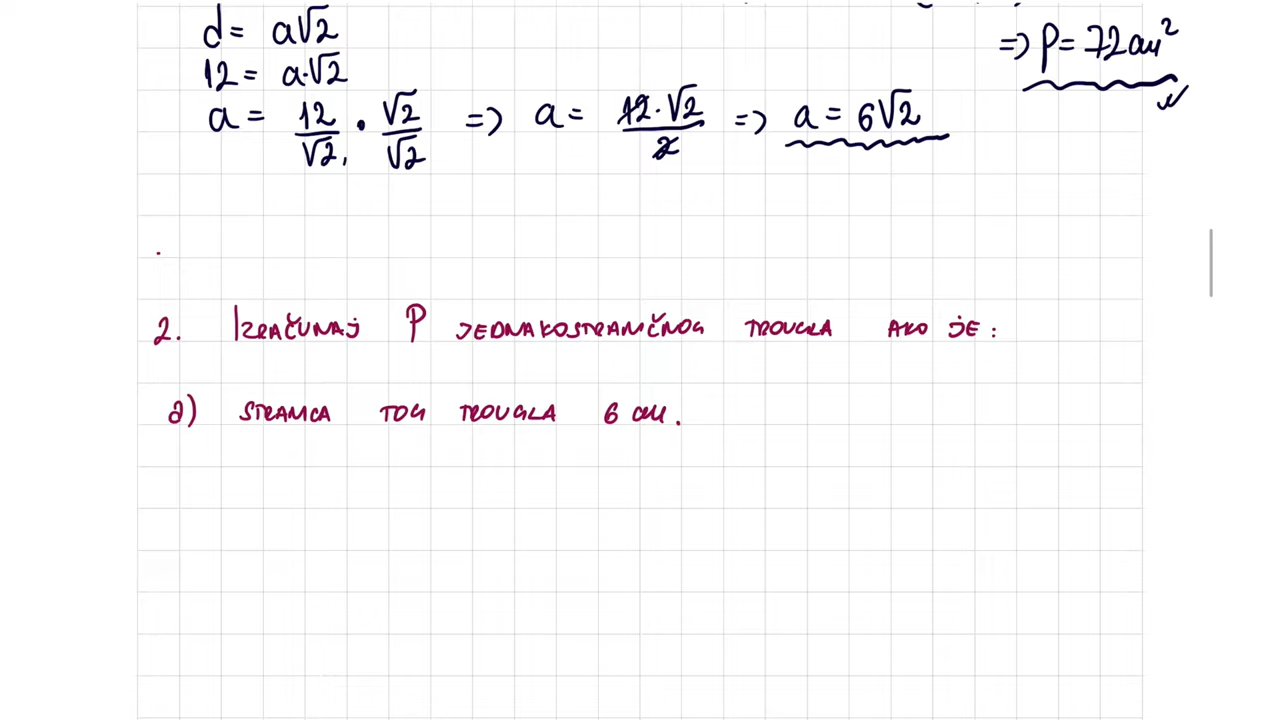 d = a√2
12 = a·√2
a = 12/√2 · √2/√2 => a = 12·√2/2 => a = 6√2
=> P = 72cm²
2. IZRAČUNAJ P JEDNAKOSTRANIČNOG TROUGLA AKO JE:
a) STRANICA TOG TROUGLA 6 cm.